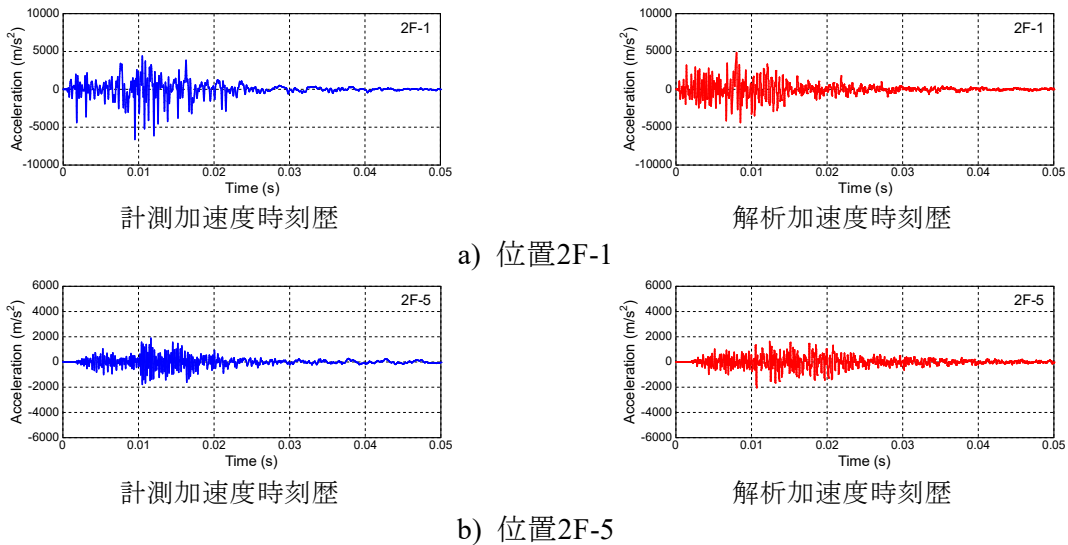 10000 10000
2F-1 2F-1
5000 5000
0 0
-5000 -5000
-10000 -10000
Acceleration (m/s²) Acceleration (m/s²)
0 0.01 0.02 0.03 0.04 0.05 0 0.01 0.02 0.03 0.04 0.05
Time (s) Time (s)
計測加速度時刻歴 解析加速度時刻歴
a) 位置2F-1
6000 6000
2F-5 2F-5
4000 4000
2000 2000
0 0
-2000 -2000
-4000 -4000
-6000 -6000
Acceleration (m/s²) Acceleration (m/s²)
0 0.01 0.02 0.03 0.04 0.05 0 0.01 0.02 0.03 0.04 0.05
Time (s) Time (s)
計測加速度時刻歴 解析加速度時刻歴
b) 位置2F-5